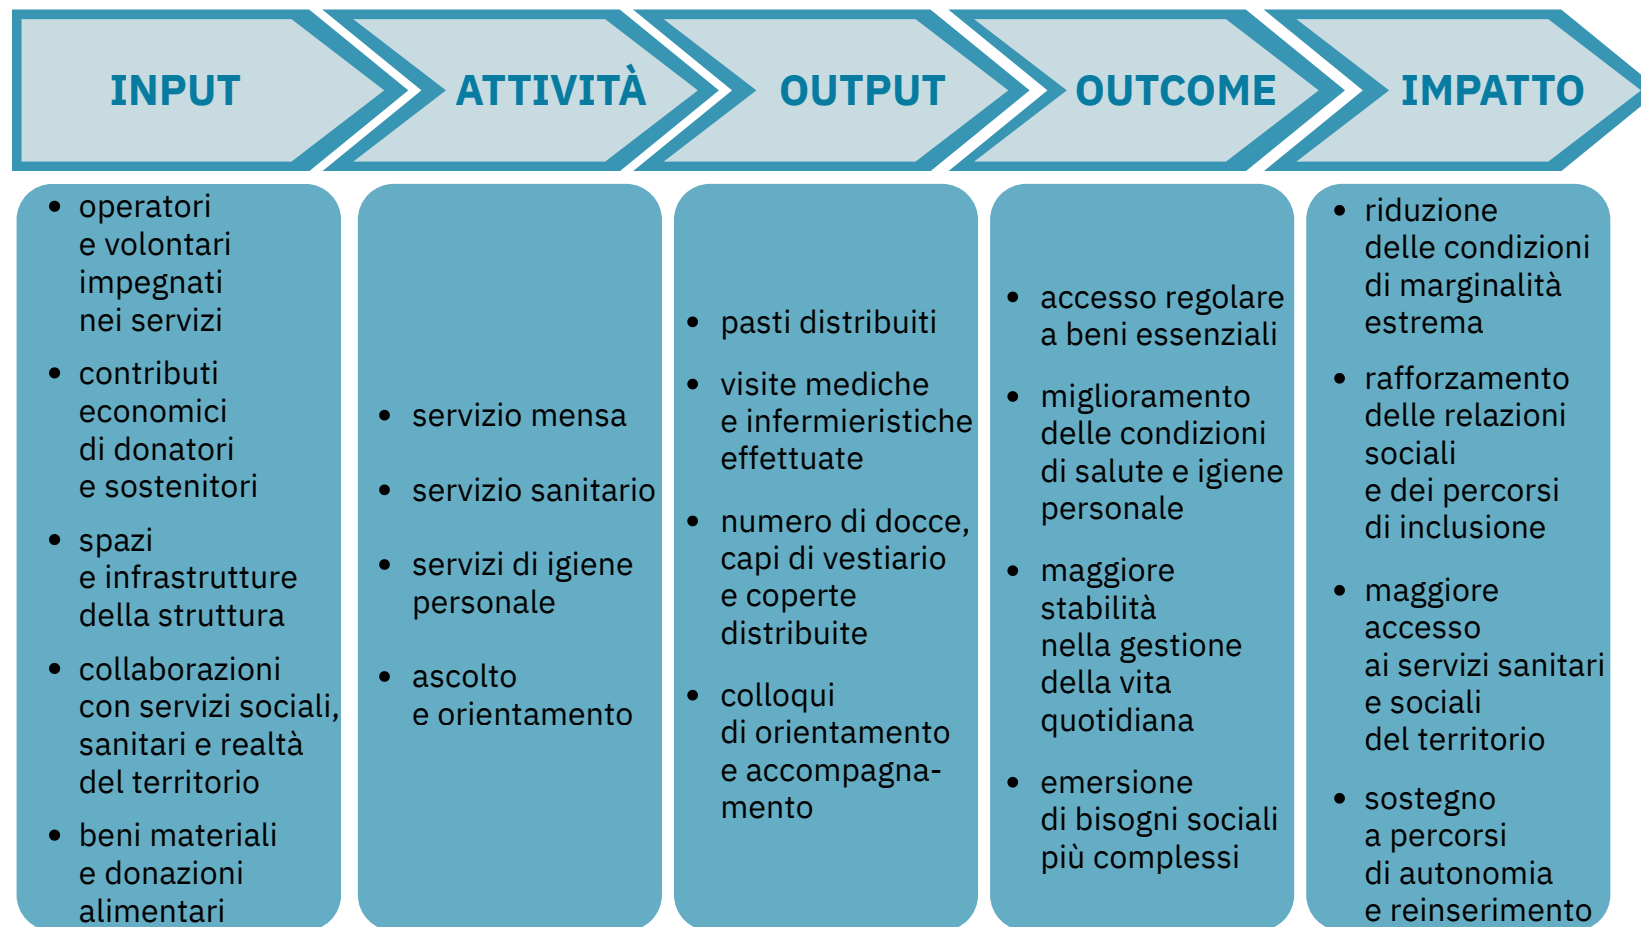 INPUT
ATTIVITÀ
OUTPUT
OUTCOME
IMPATTO
• operatori
e volontari
impegnati
nei servizi
• contributi
economici
di donatori
e sostenitori
• spazi
e infrastrutture
della struttura
• collaborazioni
con servizi sociali,
sanitari e realtà
del territorio
• beni materiali
e donazioni
alimentari
• servizio mensa
• servizio sanitario
• servizi di igiene
personale
• ascolto
e orientamento
• pasti distribuiti
• visite mediche
e infermieristiche
effettuate
• numero di docce,
capi di vestiario
e coperte
distribuite
• colloqui
di orientamento
e accompagna-
mento
• accesso regolare
a beni essenziali
• miglioramento
delle condizioni
di salute e igiene
personale
• maggiore
stabilità
nella gestione
della vita
quotidiana
• emersione
di bisogni sociali
più complessi
• riduzione
delle condizioni
di marginalità
estrema
• rafforzamento
delle relazioni
sociali
e dei percorsi
di inclusione
• maggiore
accesso
ai servizi sanitari
e sociali
del territorio
• sostegno
a percorsi
di autonomia
e reinserimento